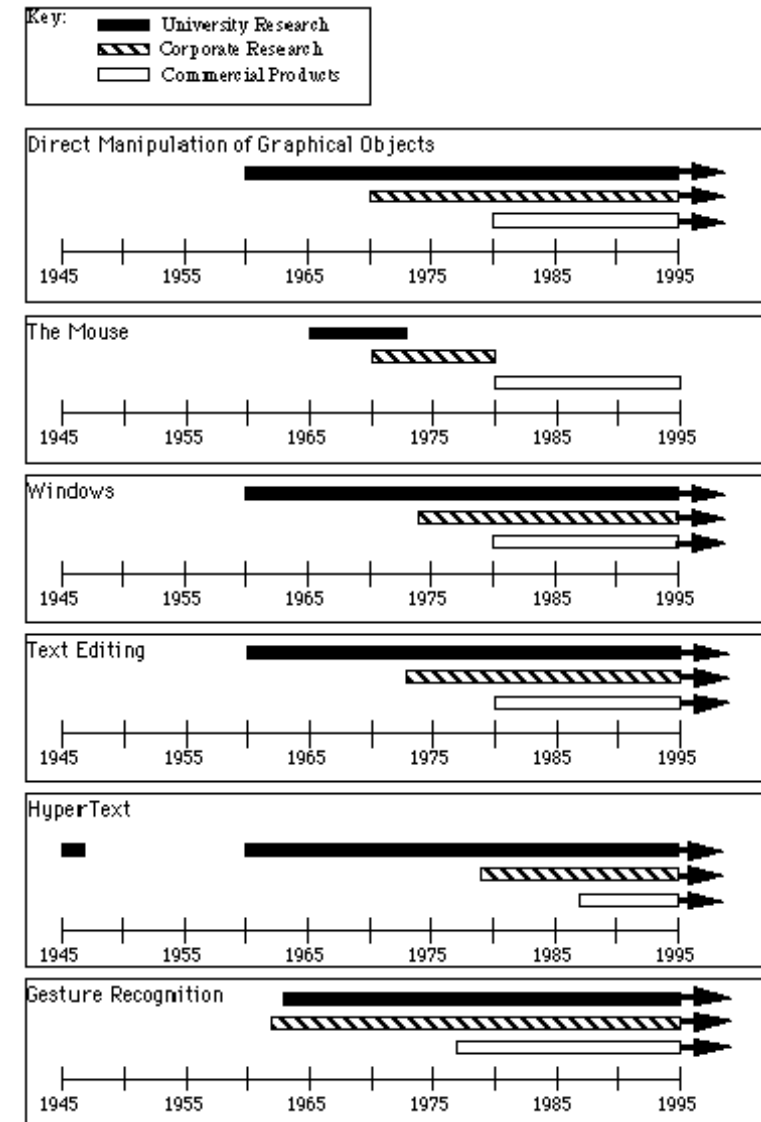 Key:
University Research
Corporate Research
Commercial Products
Direct Manipulation of Graphical Objects
1945 1955 1965 1975 1985 1995
The Mouse
1945 1955 1965 1975 1985 1995
Windows
1945 1955 1965 1975 1985 1995
Text Editing
1945 1955 1965 1975 1985 1995
HyperText
1945 1955 1965 1975 1985 1995
Gesture Recognition
1945 1955 1965 1975 1985 1995